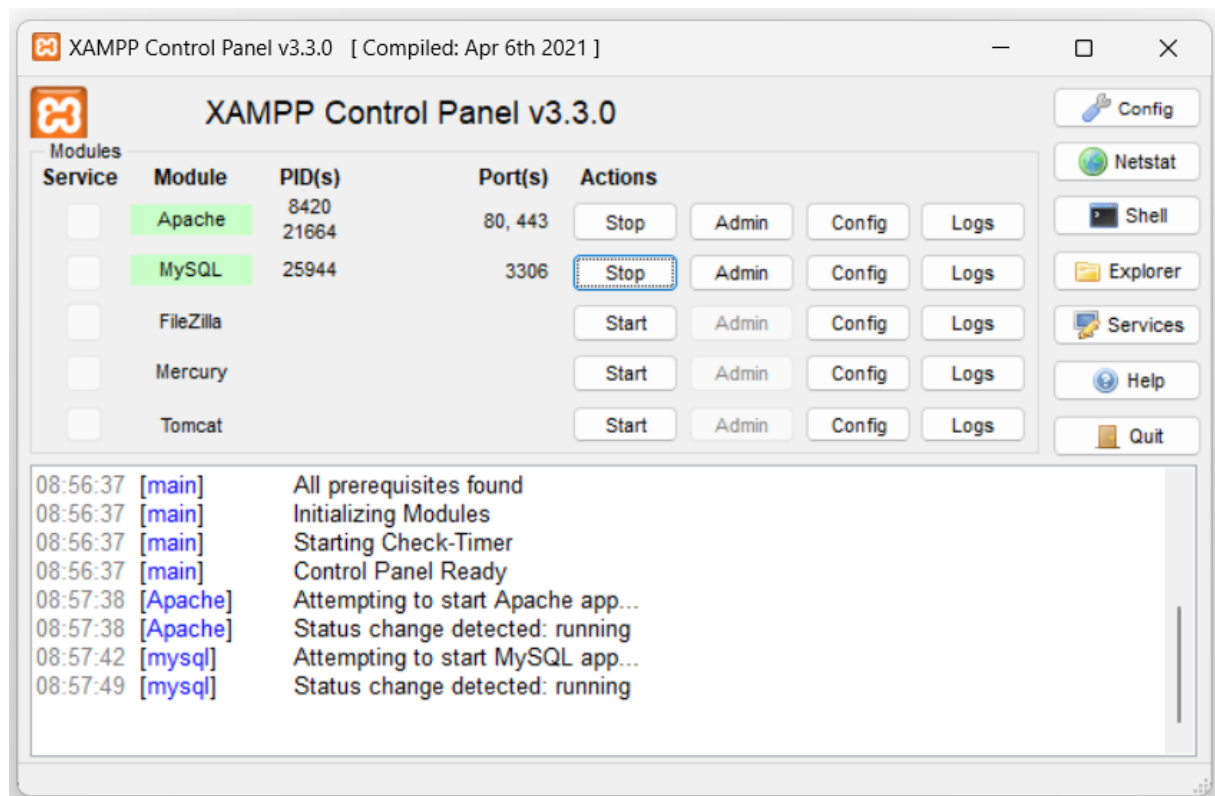 XAMPP Control Panel v3.3.0 [ Compiled: Apr 6th 2021 ]
XAMPP Control Panel v3.3.0
Config
Modules
Netstat
Service Module PID(s) Port(s) Actions
Apache 8420 21664 80, 443 Stop Admin Config Logs
Shell
MySQL 25944 3306 Stop Admin Config Logs
Explorer
FileZilla Start Admin Config Logs
Services
Mercury Start Admin Config Logs
Help
Tomcat Start Admin Config Logs
Quit
08:56:37 [main] All prerequisites found
08:56:37 [main] Initializing Modules
08:56:37 [main] Starting Check-Timer
08:56:37 [main] Control Panel Ready
08:57:38 [Apache] Attempting to start Apache app...
08:57:38 [Apache] Status change detected: running
08:57:42 [mysql] Attempting to start MySQL app...
08:57:49 [mysql] Status change detected: running